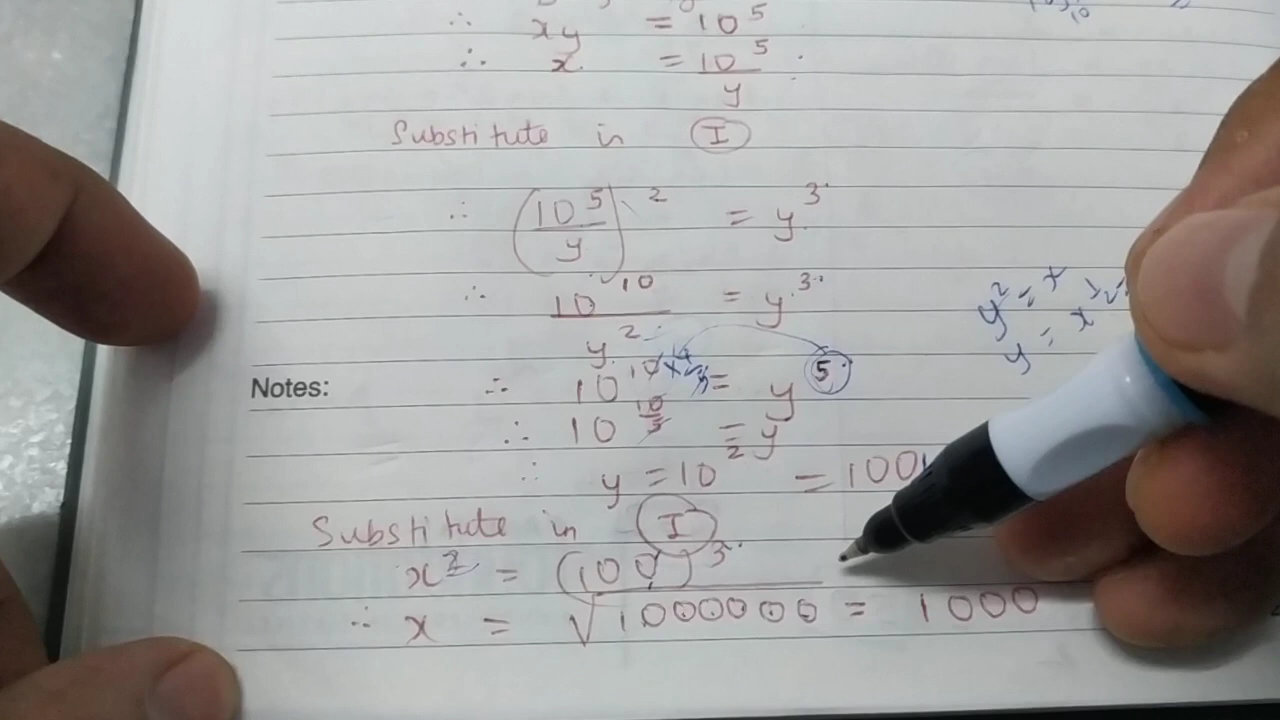 ∴ xy = 10^5
∴ x = 10^5 / y
Substitute in (I)
∴ (10^5 / y)^2 = y^3
∴ 10^10 / y^2 = y^3
Notes: ∴ 10^10 = y^5
∴ 10^(10/5) = y
∴ y = 10^2 = 100
Substitute in (I)
x^2 = (100)^3
∴ x = √1000000 = 1000